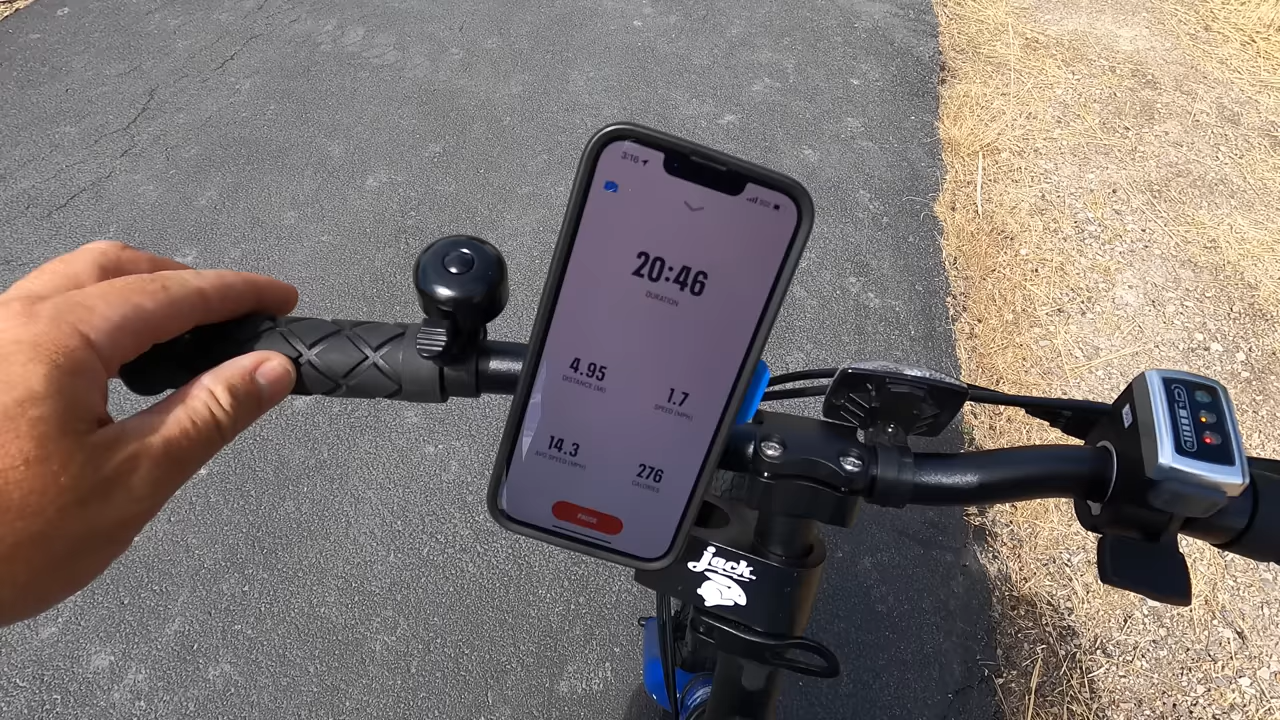 3:16
20:46
DURATION
4.95
DISTANCE (MI)
1.7
SPEED (MPH)
14.3
AVG SPEED (MPH)
276
CALORIES
PAUSE
jack